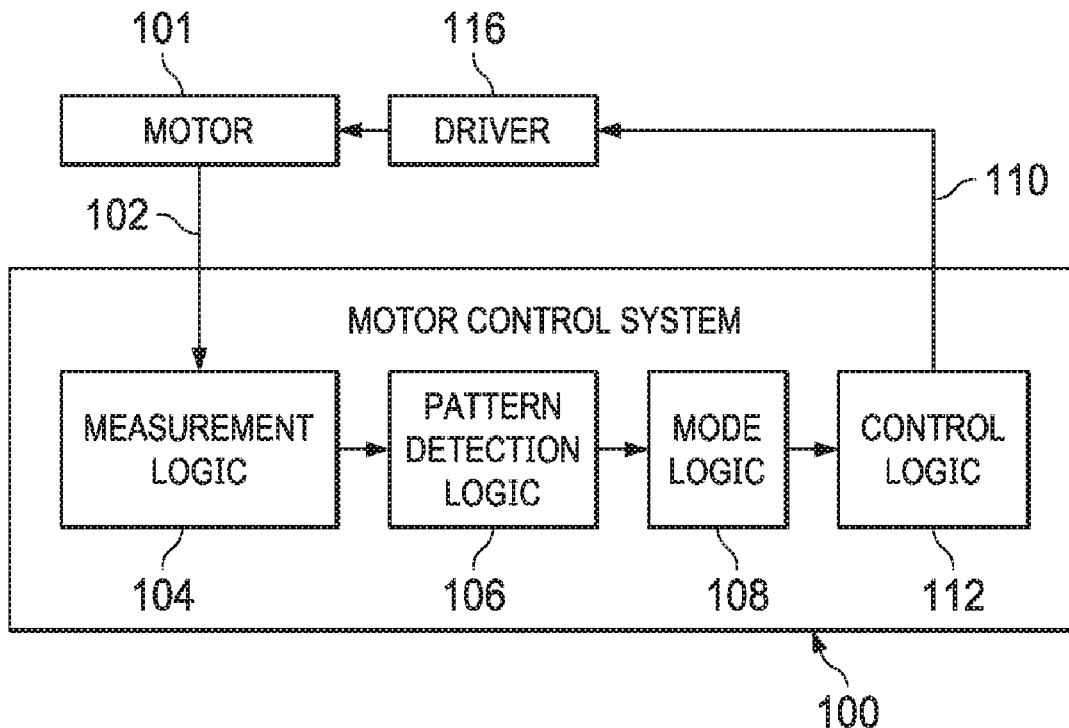 101
116
MOTOR
DRIVER
102
110
MOTOR CONTROL SYSTEM
MEASUREMENT
LOGIC
PATTERN
DETECTION
LOGIC
MODE
LOGIC
CONTROL
LOGIC
104
106
108
112
100